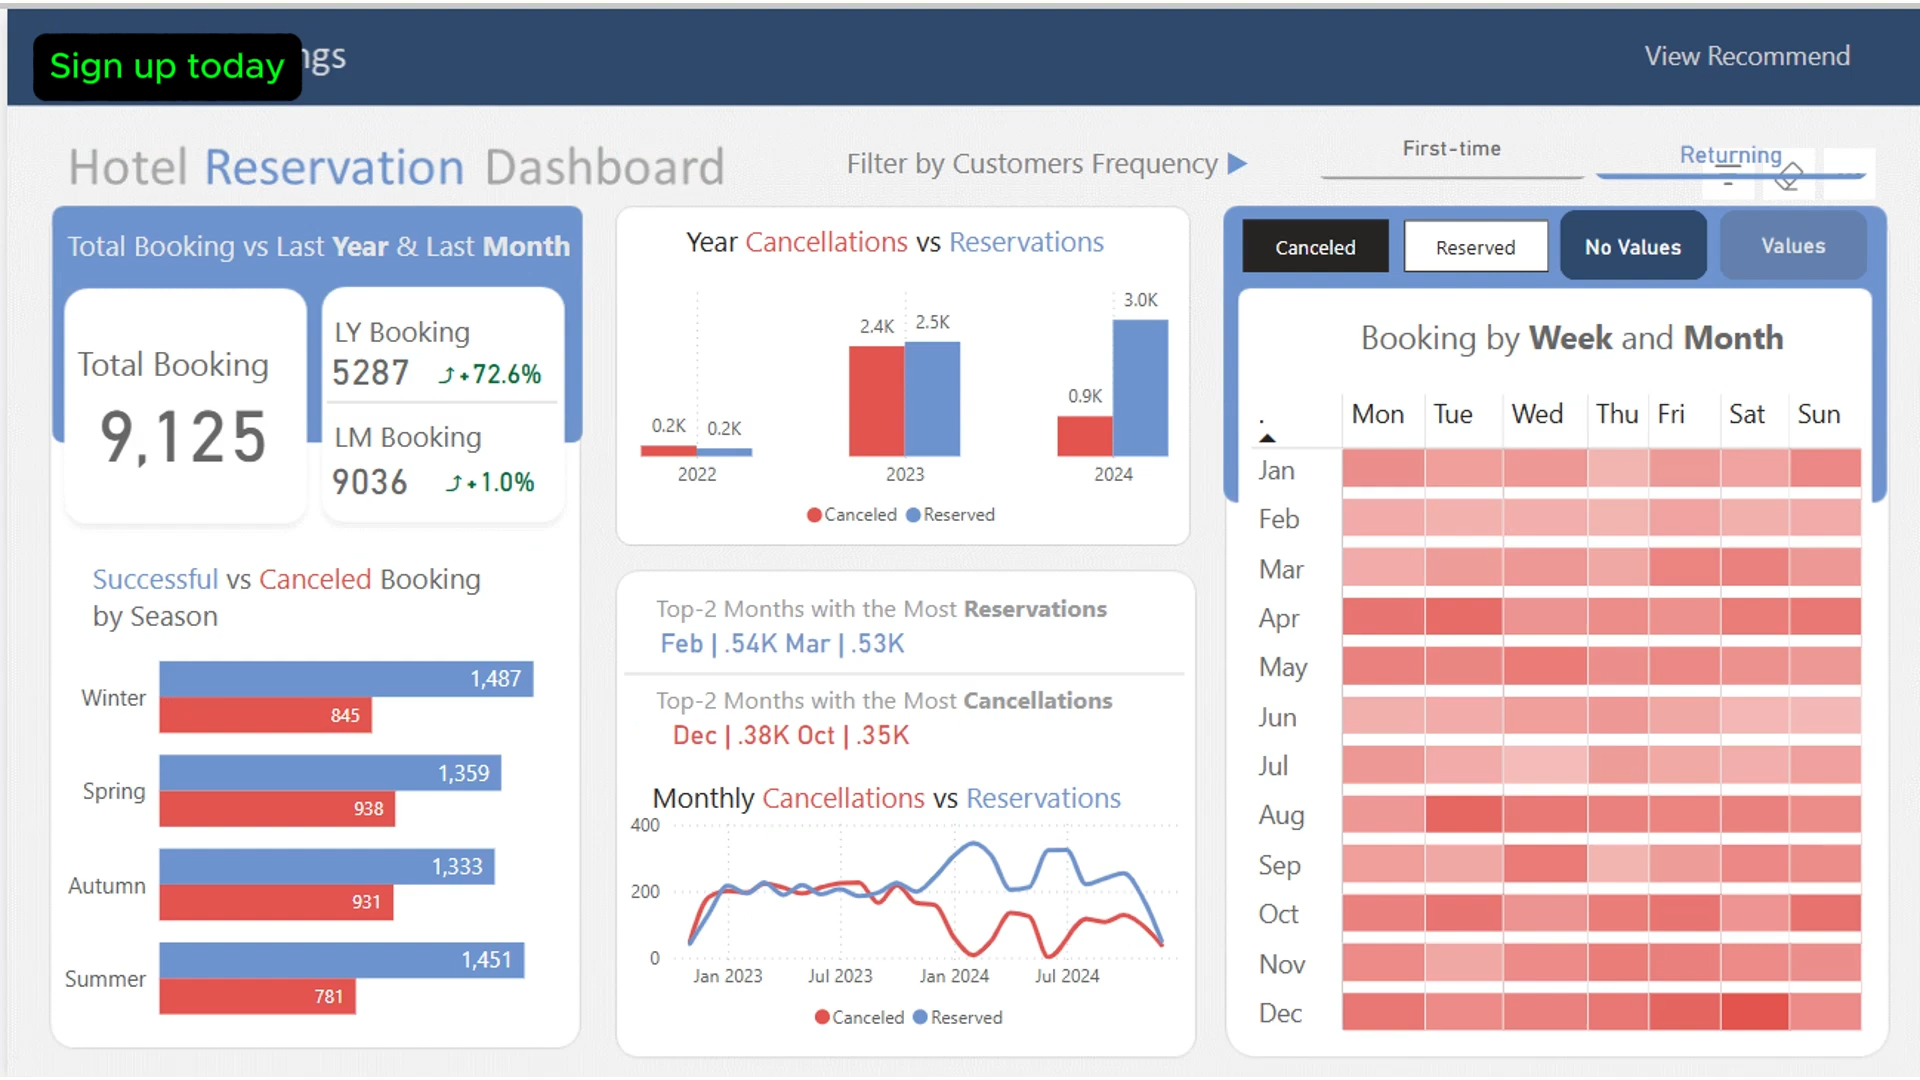 Sign up today
ngs
View Recommend
Hotel Reservation Dashboard
Filter by Customers Frequency
First-time
Returning
Total Booking vs Last Year & Last Month
Total Booking
9,125
LY Booking
5287 +72.6%
LM Booking
9036 +1.0%
Successful vs Canceled Booking
by Season
Winter
1,487
845
Spring
1,359
938
Autumn
1,333
931
Summer
1,451
781
Year Cancellations vs Reservations
0.2K 0.2K
2.4K 2.5K
0.9K 3.0K
2022 2023 2024
Canceled Reserved
Top-2 Months with the Most Reservations
Feb | .54K Mar | .53K
Top-2 Months with the Most Cancellations
Dec | .38K Oct | .35K
Monthly Cancellations vs Reservations
400
200
0
Jan 2023 Jul 2023 Jan 2024 Jul 2024
Canceled Reserved
Canceled Reserved No Values Values
Booking by Week and Month
. Mon Tue Wed Thu Fri Sat Sun
Jan
Feb
Mar
Apr
May
Jun
Jul
Aug
Sep
Oct
Nov
Dec